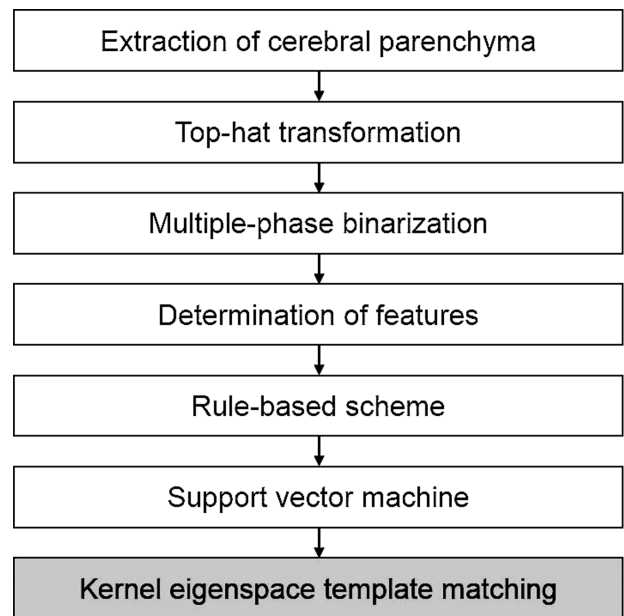 Extraction of cerebral parenchyma
Top-hat transformation
Multiple-phase binarization
Determination of features
Rule-based scheme
Support vector machine
Kernel eigenspace template matching